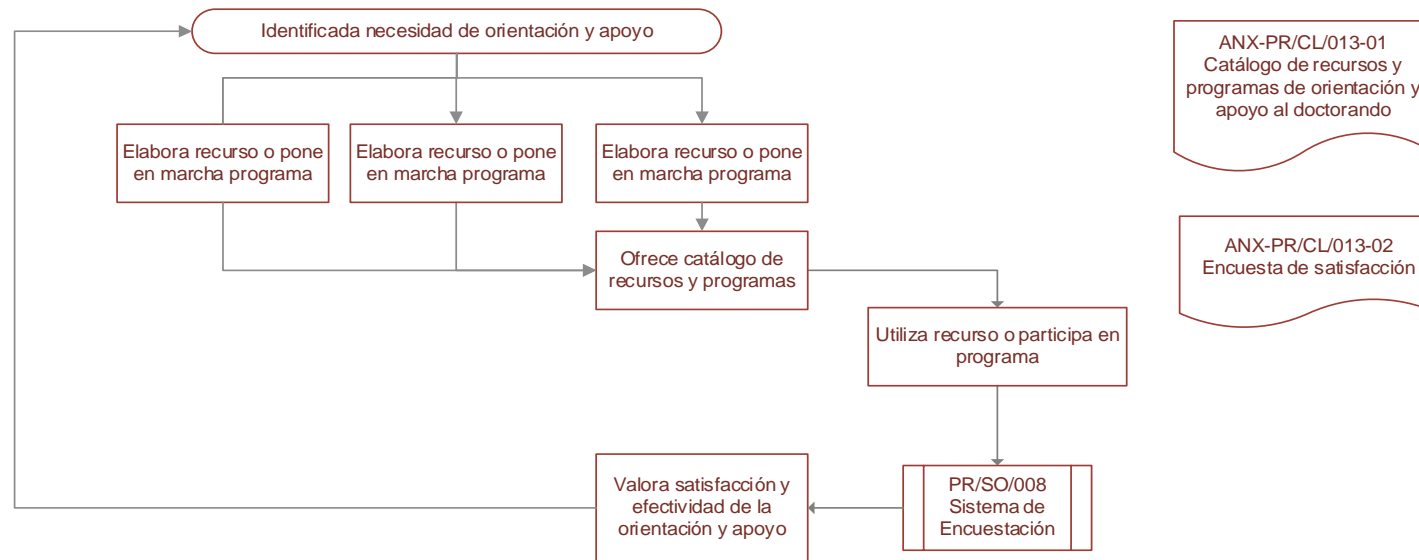 Identificada necesidad de orientación y apoyo
ANX-PR/CL/013-01
Catálogo de recursos y
programas de orientación y
apoyo al doctorando
Elabora recurso o pone
en marcha programa
Elabora recurso o pone
en marcha programa
Elabora recurso o pone
en marcha programa
Ofrece catálogo de
recursos y programas
ANX-PR/CL/013-02
Encuesta de satisfacción
Utiliza recurso o participa en
programa
Valora satisfacción y
efectividad de la
orientación y apoyo
PR/SO/008
Sistema de
Encuestación